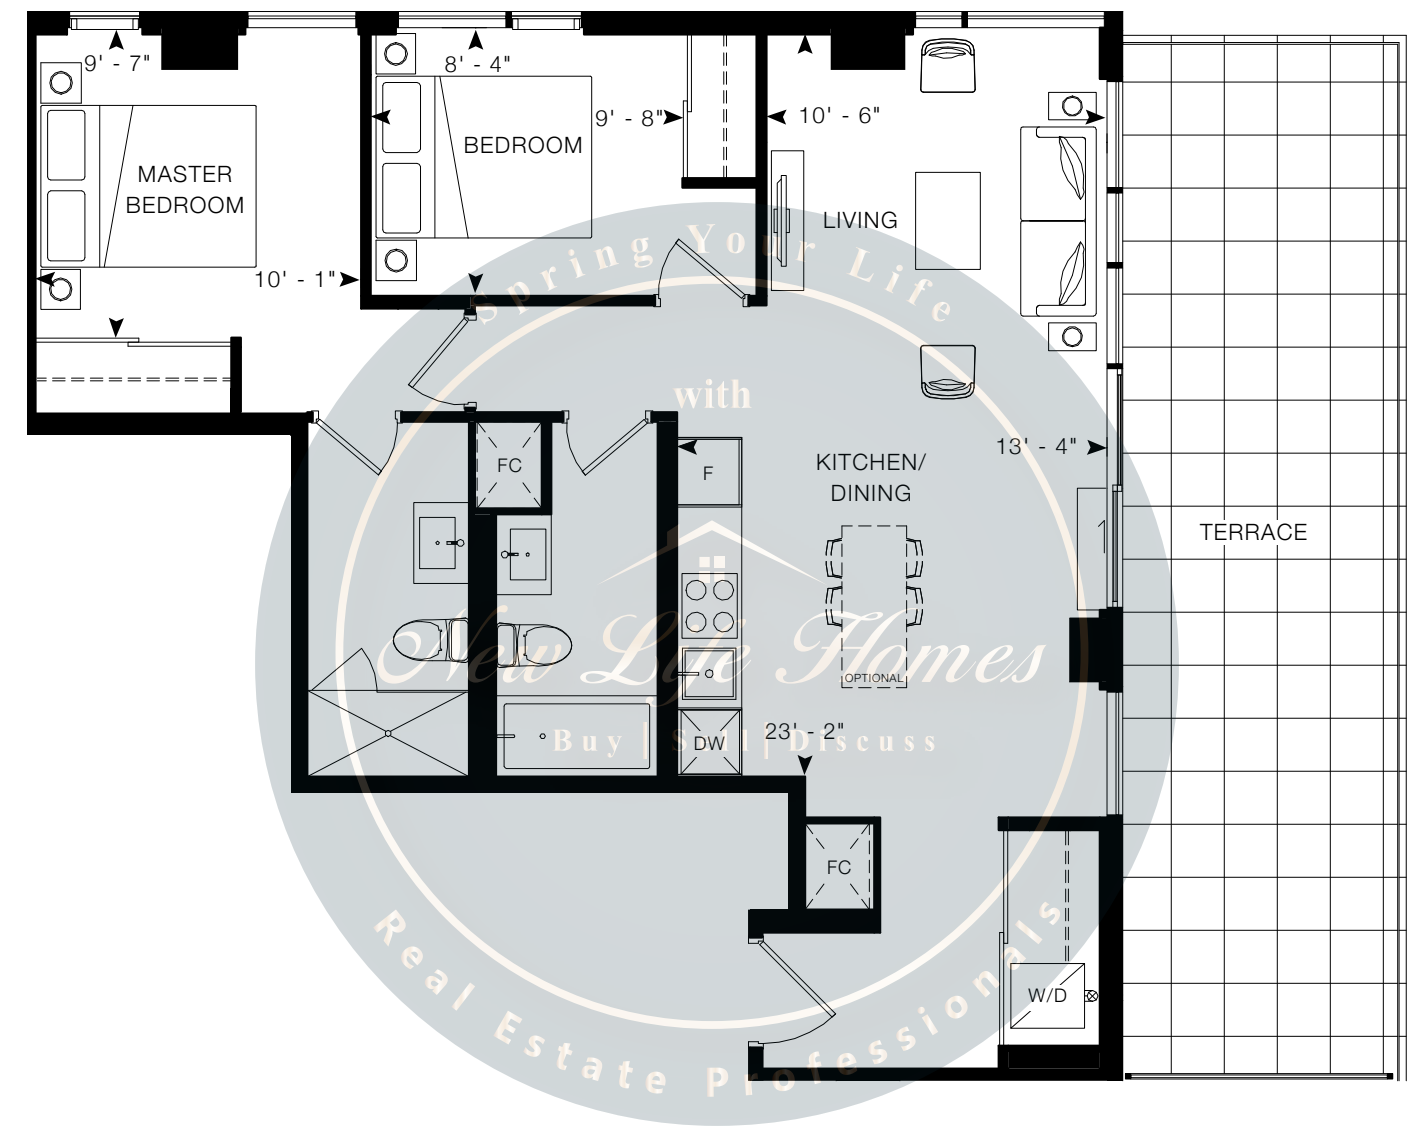 9' - 7"
8' - 4"
9' - 8"
10' - 6"
BEDROOM
MASTER
BEDROOM
LIVING
10' - 1"
Spring Your Life
with
13' - 4"
KITCHEN/
DINING
FC
F
TERRACE
New Life Homes
OPTIONAL
23' - 2"
DW
Buy | Sell | Discuss
FC
W/D
Real Estate Professionals